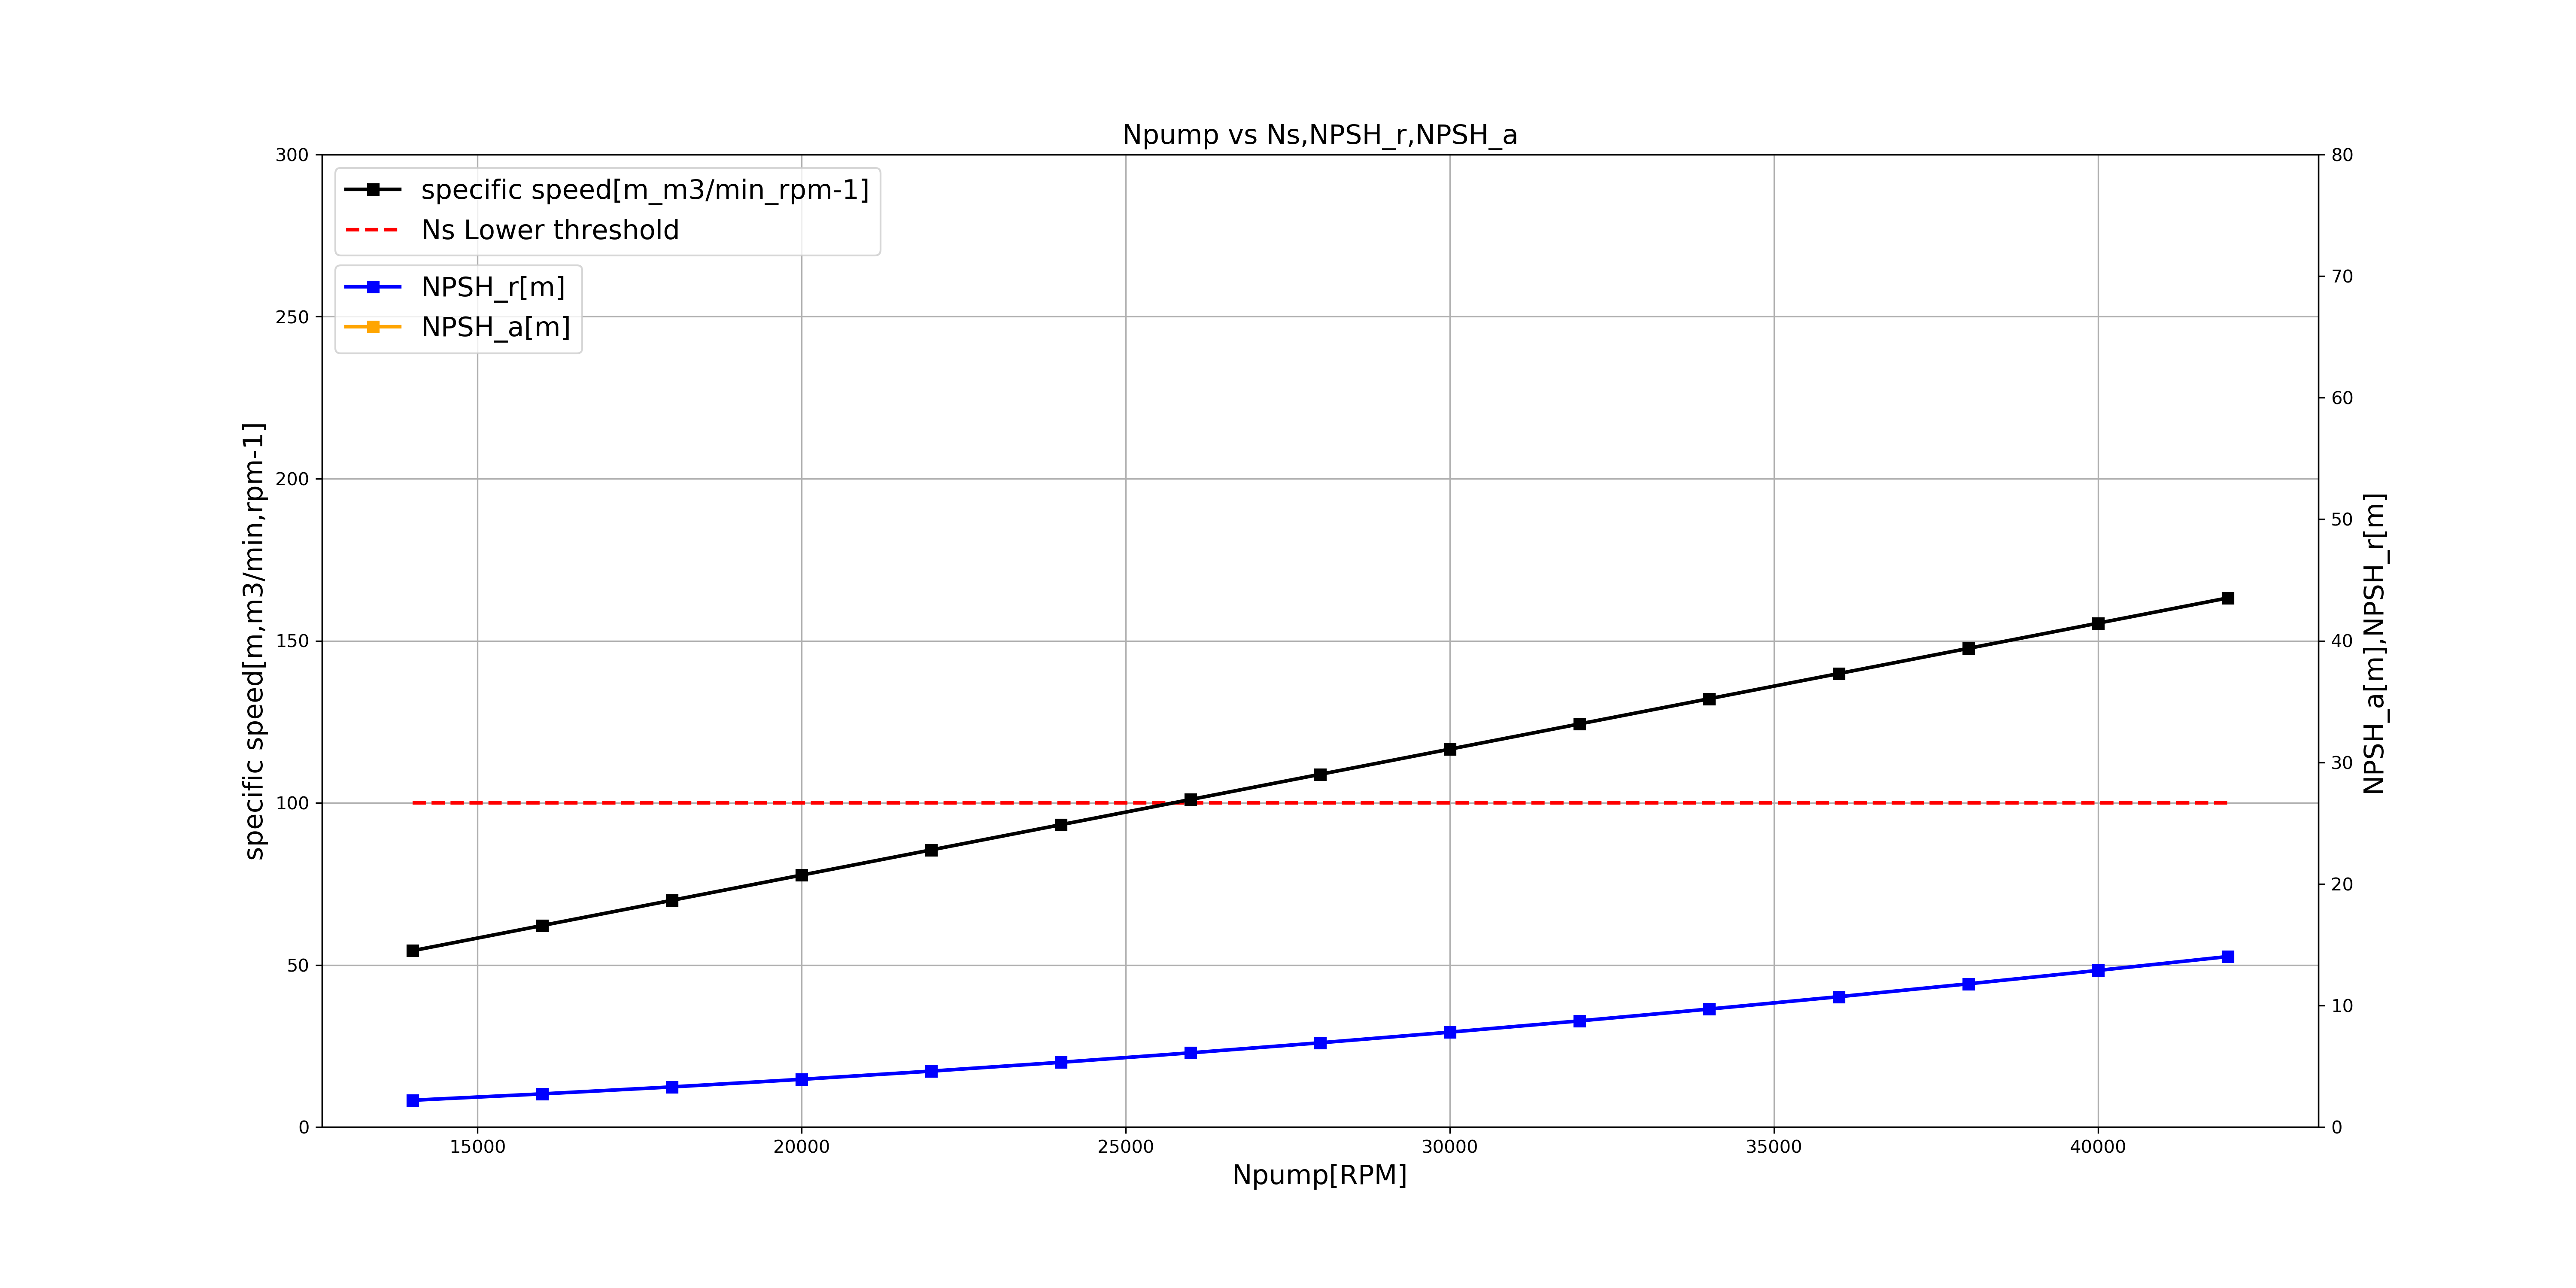 Npump vs Ns,NPSH_r,NPSH_a
specific speed[m_m3/min_rpm-1]
Ns Lower threshold
NPSH_r[m]
NPSH_a[m]
specific speed[m,m3/min,rpm-1]
300
250
200
150
100
50
0
80
70
60
50
40
30
20
10
0
NPSH_a[m],NPSH_r[m]
15000
20000
25000
30000
35000
40000
Npump[RPM]